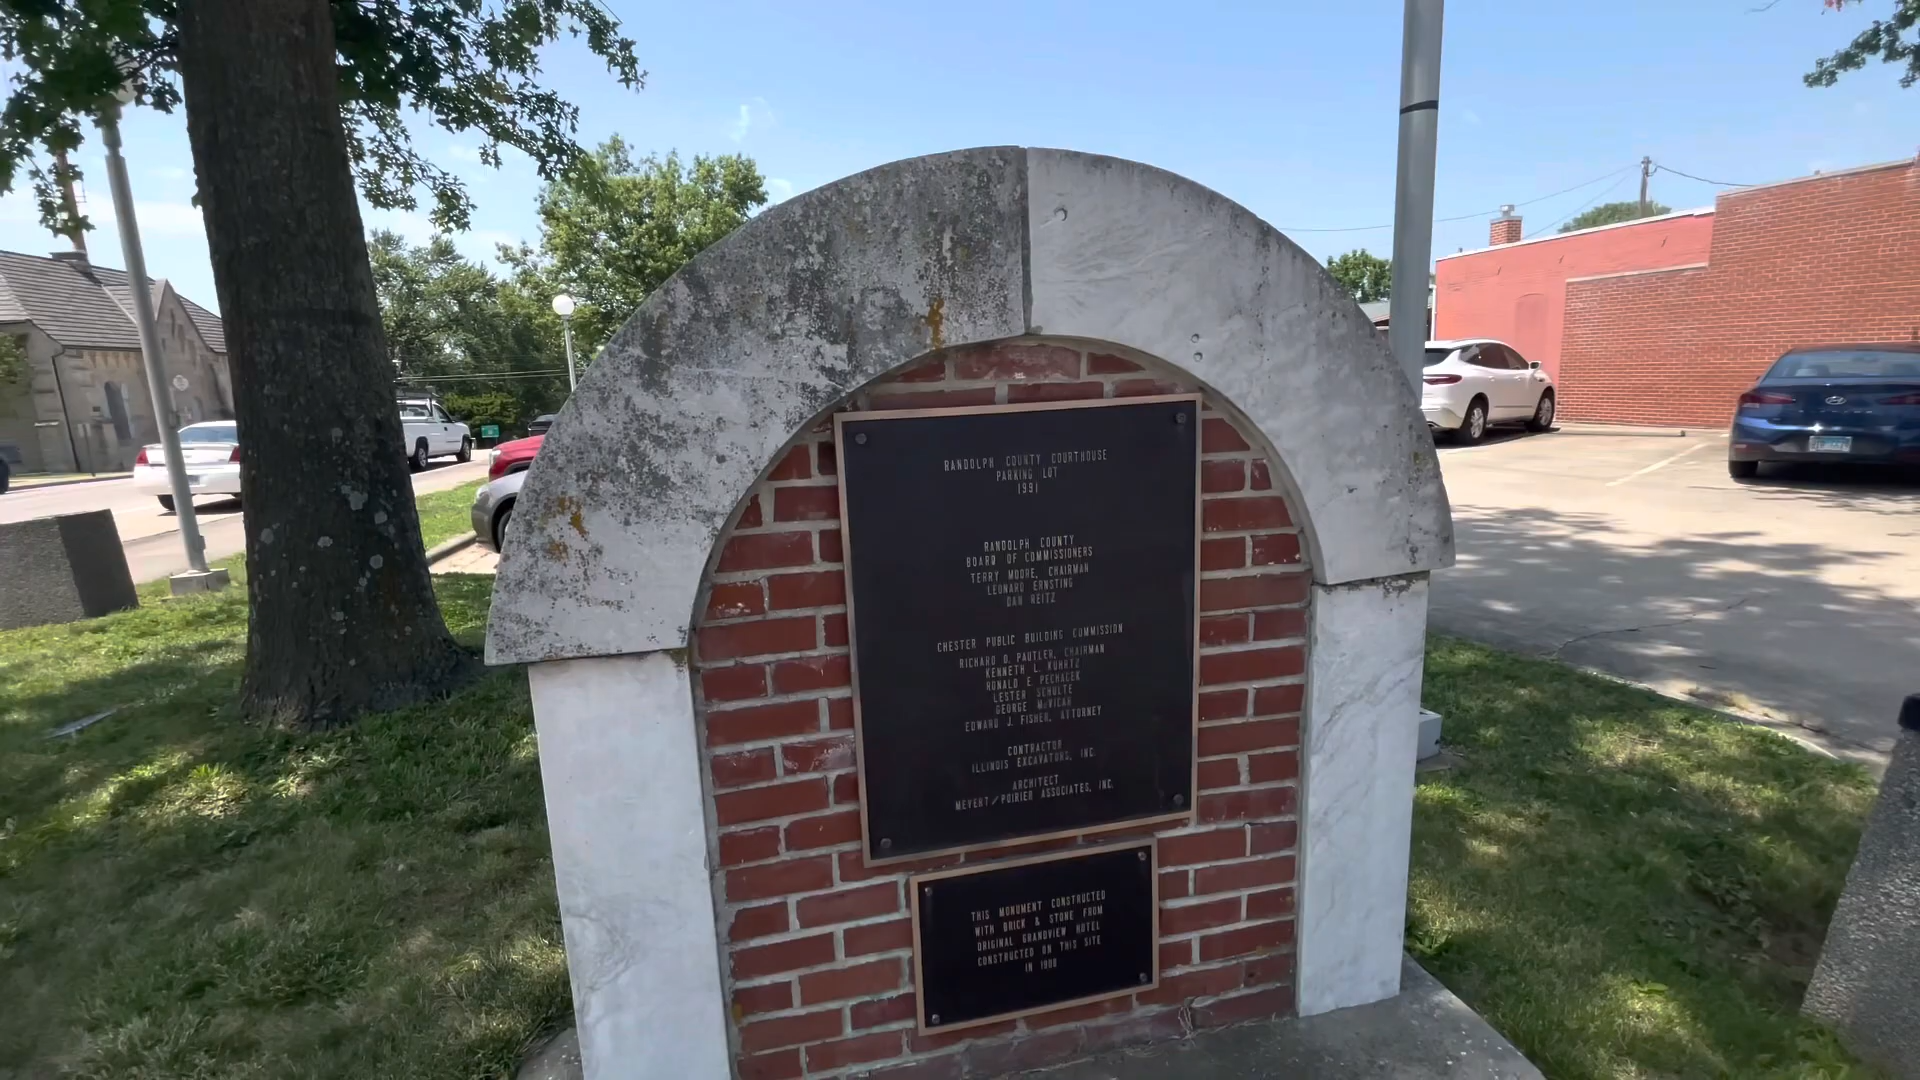 RANDOLPH COUNTY COURTHOUSE
PARKING LOT
1991
RANDOLPH COUNTY
BOARD OF COMMISSIONERS
TERRY MOORE, CHAIRMAN
LEONARD ERNSTING
DAN REITZ
CHESTER PUBLIC BUILDING COMMISSION
RICHARD D. PAUTLER, CHAIRMAN
KENNETH L. KOHRTZ
RONALD E. PECHACEK
LESTER SCHULTE
GEORGE McVICAR
EDWARD J. FISHER, ATTORNEY
CONTRACTOR
ILLINOIS EXCAVATORS, INC.
ARCHITECT
MEYERT/POIRIER ASSOCIATES, INC.
THIS MONUMENT CONSTRUCTED
WITH BRICK & STONE FROM
ORIGINAL GRANDVIEW HOTEL
CONSTRUCTED ON THIS SITE
IN